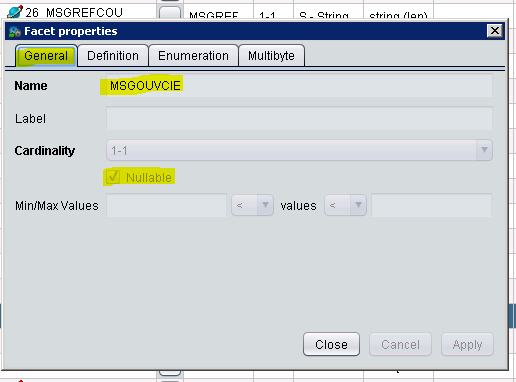 26 MSGREFCOU MSGREF 1-1 S - String string (len)
Facet properties
General Definition Enumeration Multibyte
Name MSGOUVCIE
Label
Cardinality 1-1
Nullable
Min/Max Values < values <
Close Cancel Apply